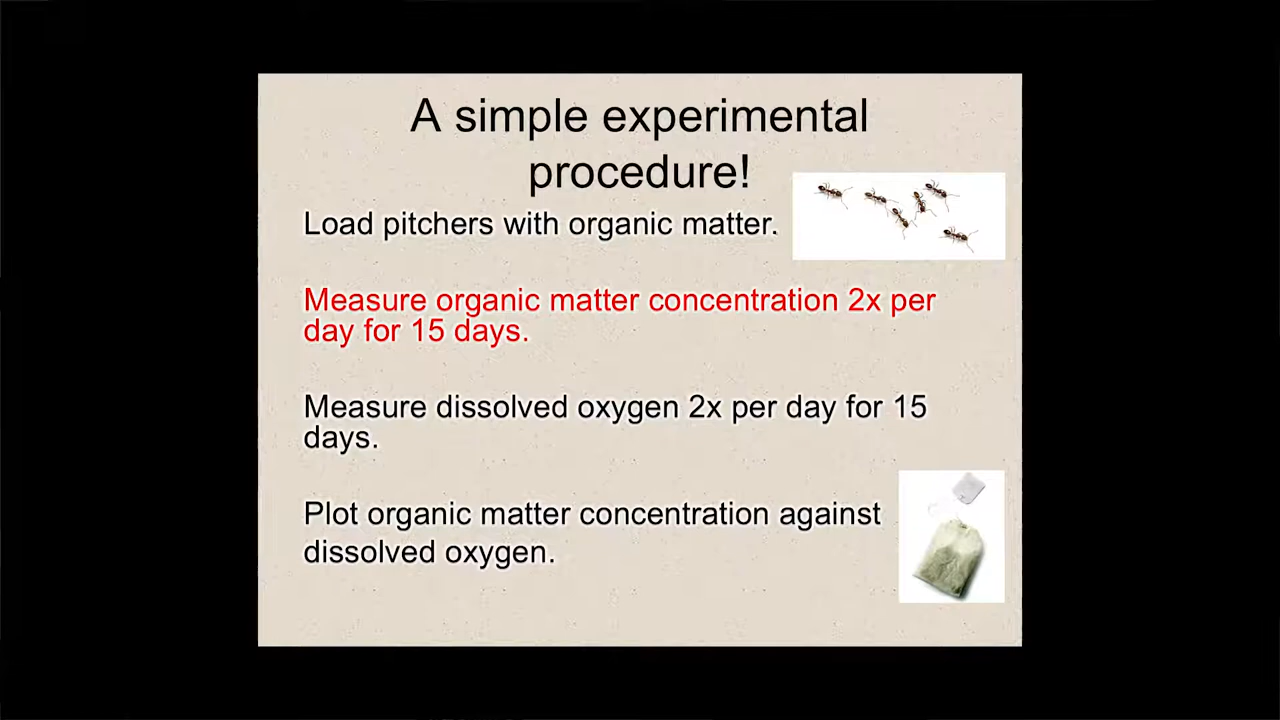 A simple experimental
procedure!
Load pitchers with organic matter.
Measure organic matter concentration 2x per
day for 15 days.
Measure dissolved oxygen 2x per day for 15
days.
Plot organic matter concentration against
dissolved oxygen.